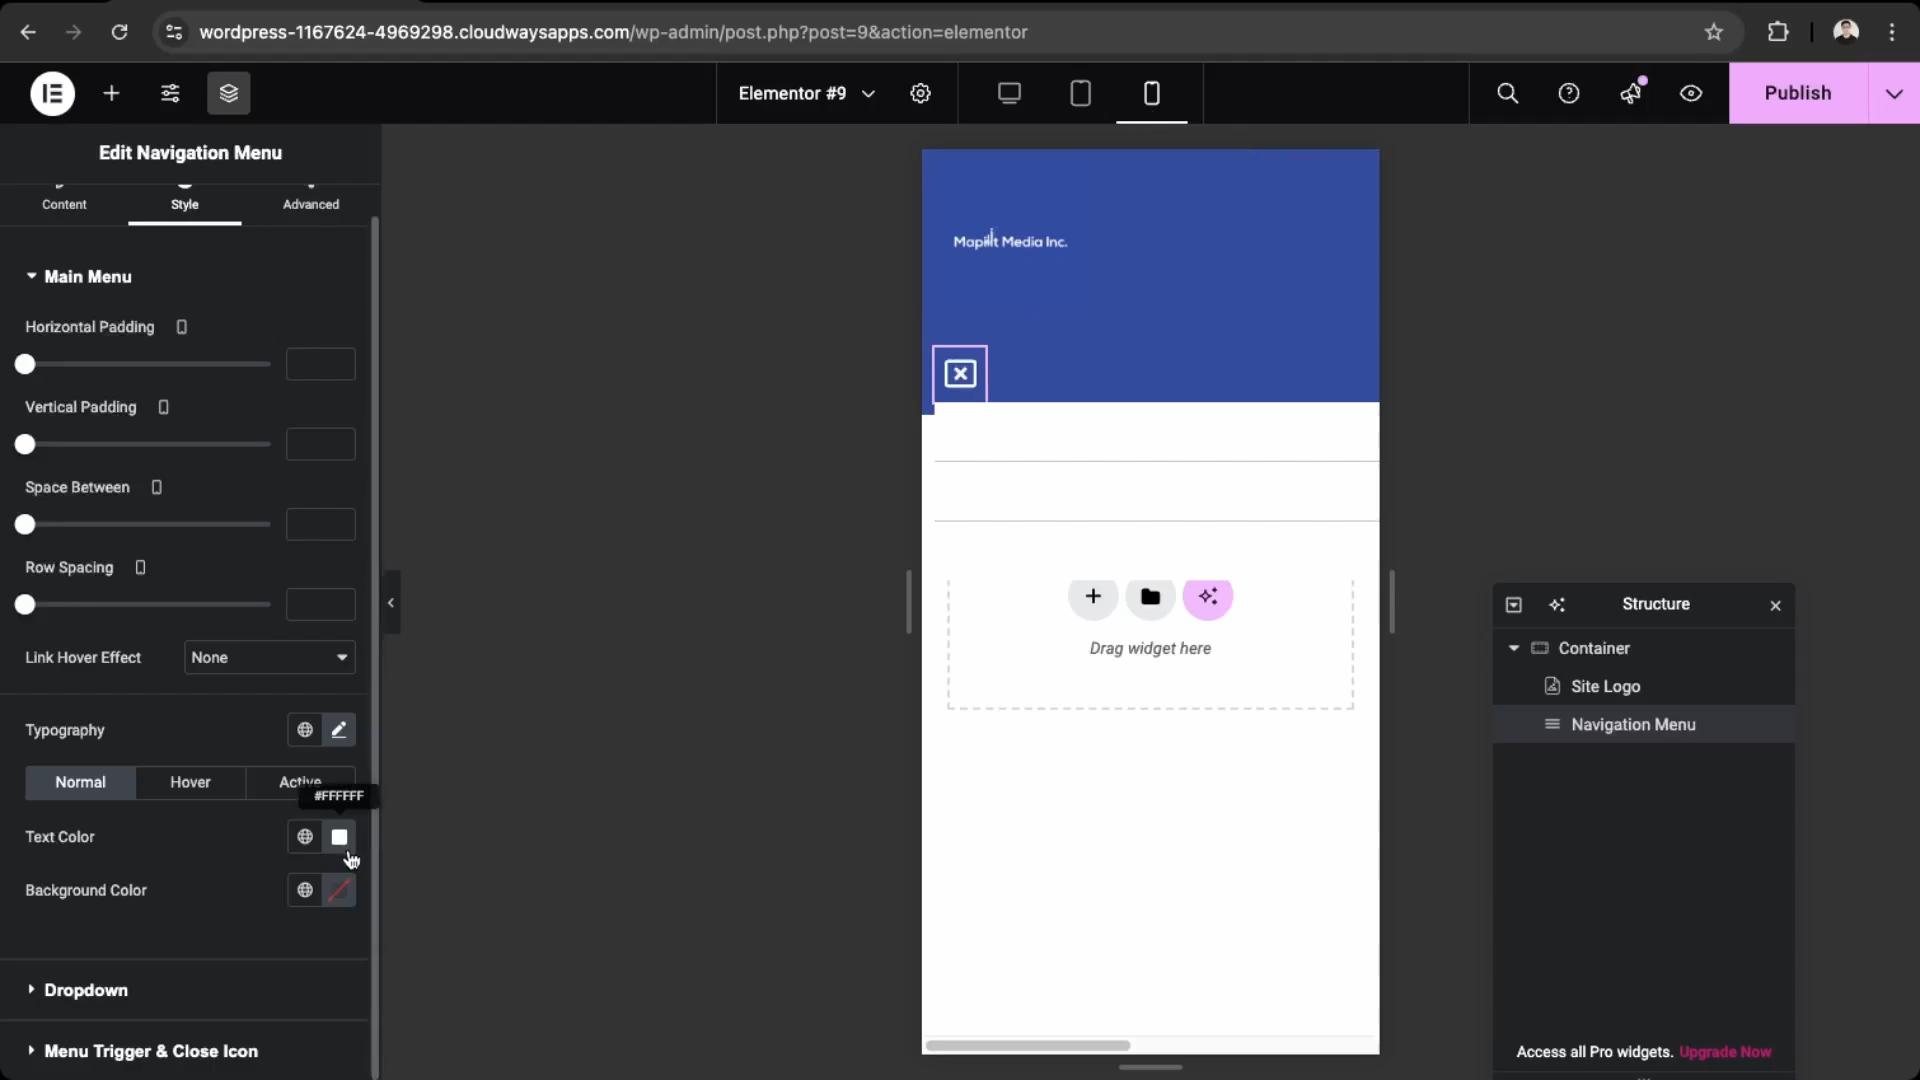 wordpress-1167624-4969298.cloudwaysapps.com/wp-admin/post.php?post=9&action=elementor
Elementor #9
Publish
Edit Navigation Menu
Content
Style
Advanced
Main Menu
Horizontal Padding
Vertical Padding
Space Between
Row Spacing
Link Hover Effect
None
Typography
Normal
Hover
Active
#FFFFFF
Text Color
Background Color
Dropdown
Menu Trigger & Close Icon
Media Inc.
Drag widget here
Structure
Container
Site Logo
Navigation Menu
Access all Pro widgets. Upgrade Now